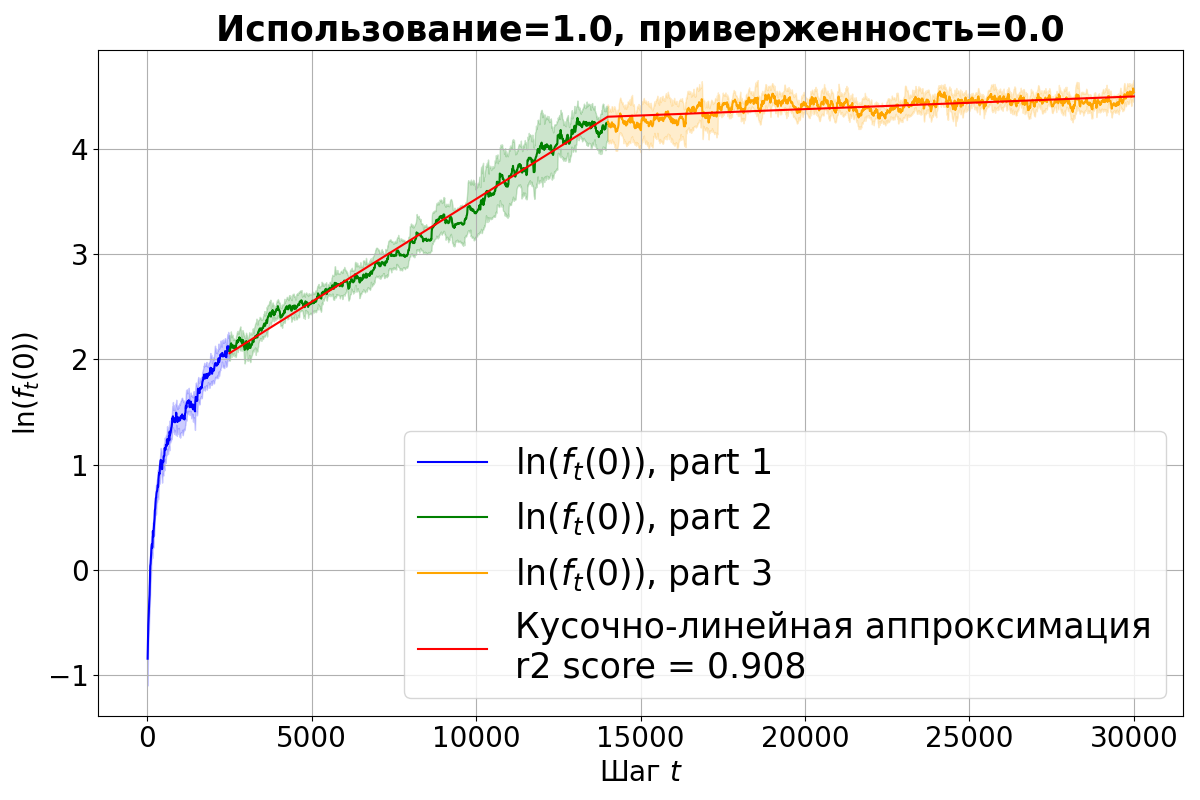 Использование=1.0, приверженность=0.0
ln(f_t(0))
4
3
2
1
0
−1
ln(f_t(0)), part 1
ln(f_t(0)), part 2
ln(f_t(0)), part 3
Кусочно-линейная аппроксимация
r2 score = 0.908
0 5000 10000 15000 20000 25000 30000
Шаг t